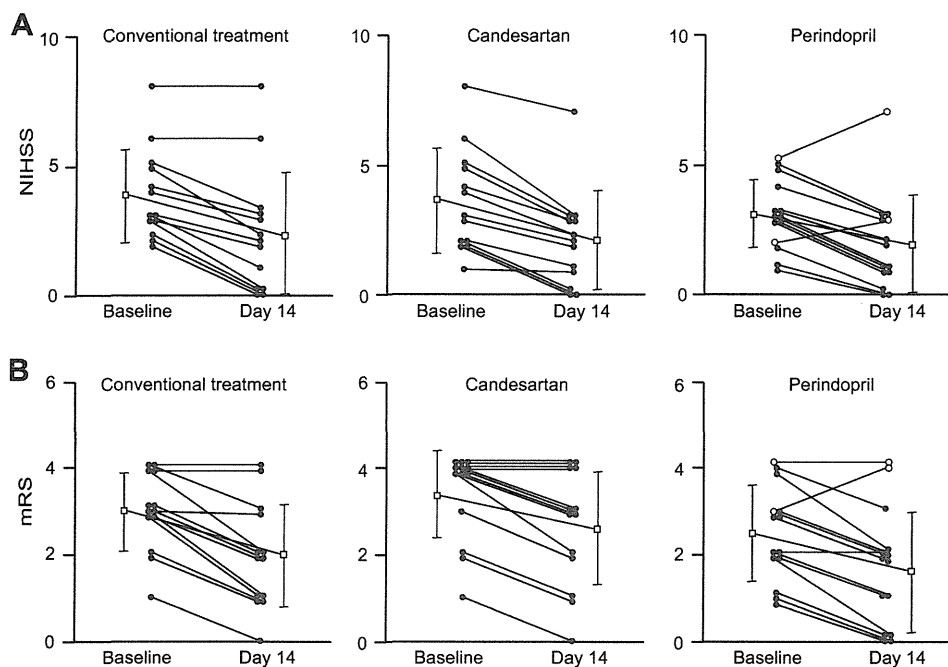 A
Conventional treatment
Candesartan
Perindopril
NIHSS
10
5
0
Baseline
Day 14
10
5
0
Baseline
Day 14
10
5
0
Baseline
Day 14
B
Conventional treatment
Candesartan
Perindopril
mRS
6
4
2
0
Baseline
Day 14
6
4
2
0
Baseline
Day 14
6
4
2
0
Baseline
Day 14